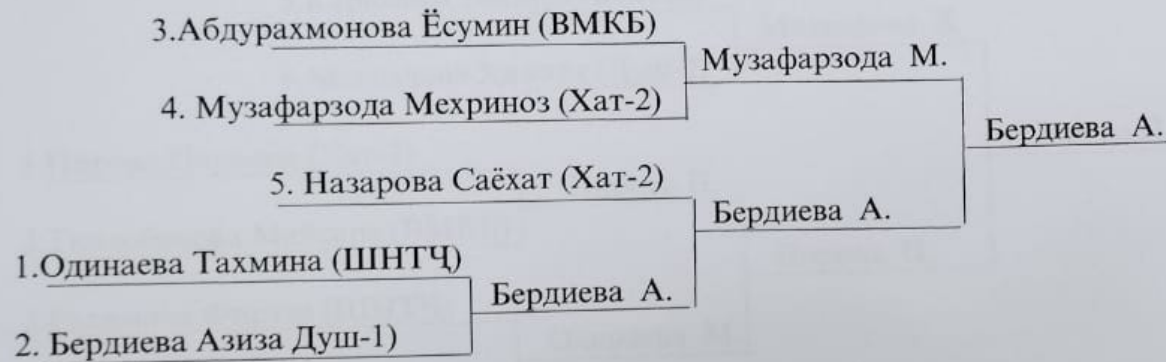 3.Абдурахмонова Ёсумин (ВМКБ)
Музафарзода М.
4. Музафарзода Мехриноз (Хат-2)
Бердиева А.
5. Назарова Саёхат (Хат-2)
Бердиева А.
1.Одинаева Тахмина (ШНТҶ)
Бердиева А.
2. Бердиева Азиза Душ-1)